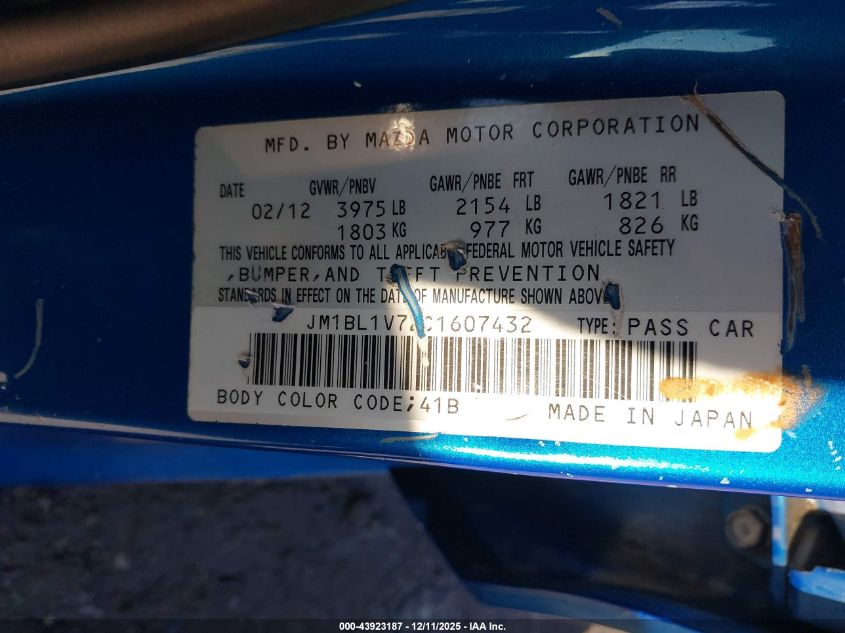 MFD. BY MAZDA MOTOR CORPORATION
DATE GVWR/PNBV GAWR/PNBE FRT GAWR/PNBE RR
02/12 3975 LB 2154 LB 1821 LB
1803 KG 977 KG 826 KG
THIS VEHICLE CONFORMS TO ALL APPLICABLE FEDERAL MOTOR VEHICLE SAFETY
,BUMPER,AND THEFT PREVENTION
STANDARDS IN EFFECT ON THE DATE OF MANUFACTURE SHOWN ABOVE
TYPE: PASS CAR
BODY COLOR CODE;41B MADE IN JAPAN
000-43923187 - 12/11/2025 - IAA Inc.